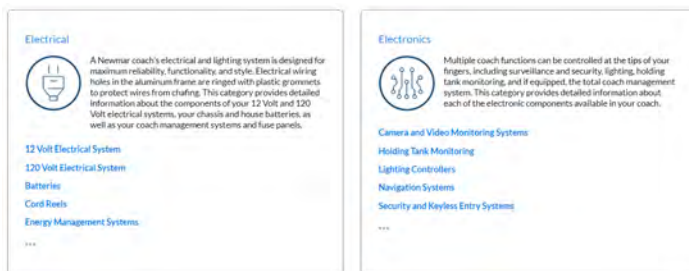 Electrical
A Newmar coach's electrical and lighting system is designed for
maximum reliability, functionality, and style. Electrical wiring
holes in the aluminum frame are ringed with plastic grommets
to protect wires from chafing. This category provides detailed
information about the components of your 12 Volt and 120
Volt electrical systems, your chassis and house batteries, as
well as your coach management systems and fuse panels.
12 Volt Electrical System
120 Volt Electrical System
Batteries
Cord Reels
Energy Management Systems
...
Electronics
Multiple coach functions can be controlled at the tips of your
fingers, including surveillance and security, lighting, holding
tank monitoring, and if equipped, the total coach management
system. This category provides detailed information about
each of the electronic components available in your coach.
Camera and Video Monitoring Systems
Holding Tank Monitoring
Lighting Controllers
Navigation Systems
Security and Keyless Entry Systems
...